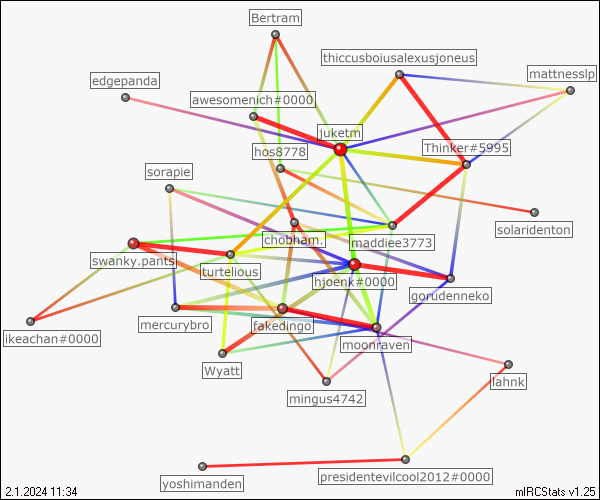 Bertram
thiccusboiusalexusjoneus
edgepanda
mattnesslp
awesomenich#0000
juketrn
hos8778
Thinker#5995
sorapie
solaridenton
chobham.
maddiee3773
swanky.pants
turtelious
hjoenk#0000
gorudenneko
mercurybro
fakedingo
ikeachan#0000
moonraven
Wyatt
lahnk
mingus4742
presidentevilcool2012#0000
yoshimanden
2.1.2024 11:34
mIRCStats v1.25